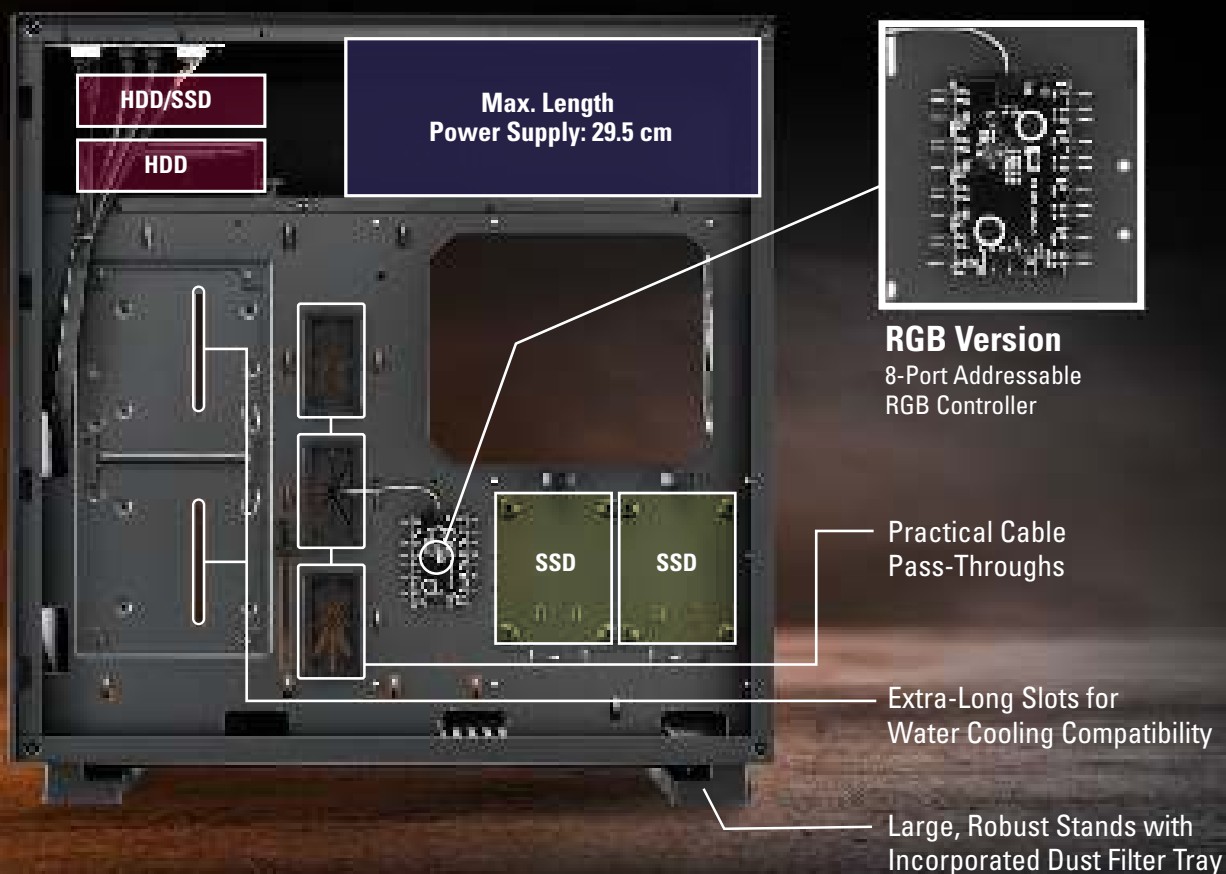 HDD/SSD
HDD
Max. Length
Power Supply: 29.5 cm
RGB Version
8-Port Addressable
RGB Controller
SSD
SSD
Practical Cable
Pass-Throughs
Extra-Long Slots for
Water Cooling Compatibility
Large, Robust Stands with
Incorporated Dust Filter Tray